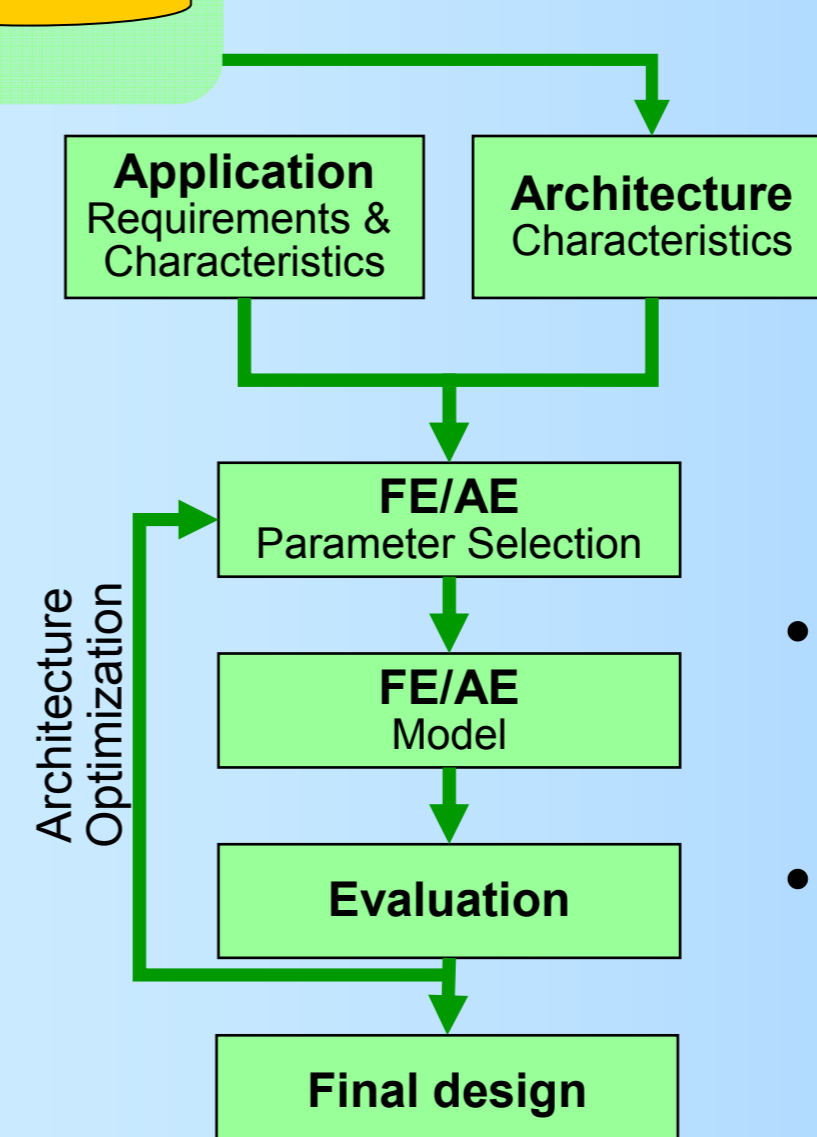 Application
Requirements &
Characteristics
Architecture
Characteristics
FE/AE
Parameter Selection
Architecture
Optimization
FE/AE
Model
Evaluation
Final design